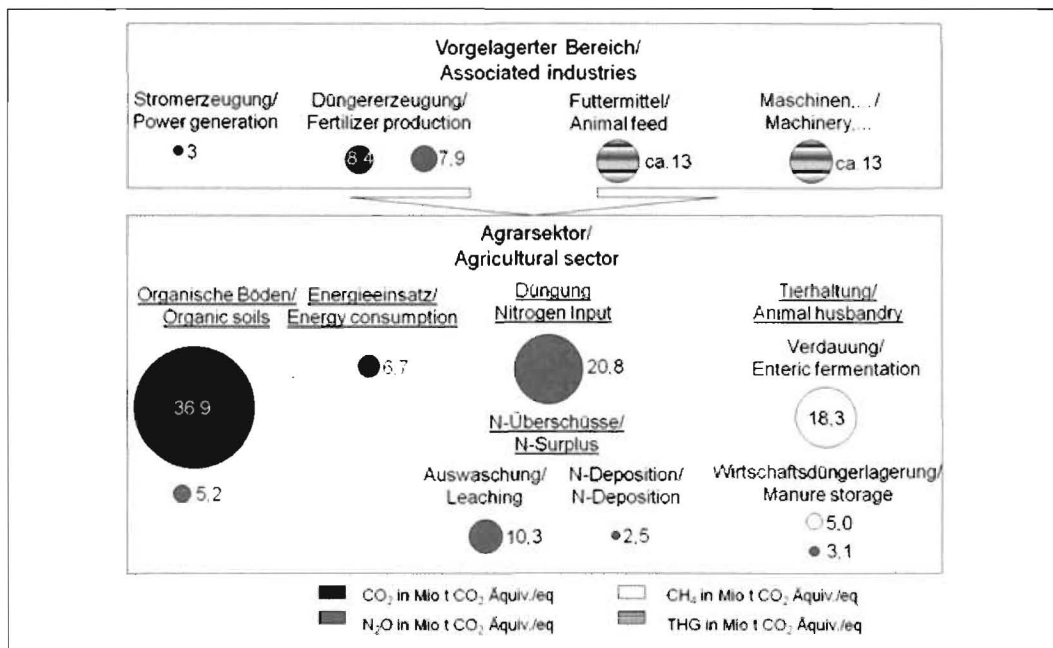 Vorgelagerter Bereich/
Associated industries
Stromerzeugung/
Power generation
3
Düngererzeugung/
Fertilizer production
8.4
7,9
Futtermittel/
Animal feed
ca. 13
Maschinen,.../
Machinery,...
ca. 13
Agrarsektor/
Agricultural sector
Organische Böden/
Organic soils
36.9
5,2
Energieeinsatz/
Energy consumption
6,7
Düngung
Nitrogen Input
20,8
N-Überschüsse/
N-Surplus
Auswaschung/
Leaching
10,3
N-Deposition/
N-Deposition
2,5
Tierhaltung/
Animal husbandry
Verdauung/
Enteric fermentation
18,3
Wirtschaftsdüngerlagerung/
Manure storage
5,0
3,1
CO₂ in Mio t CO₂ Äquiv./eq
CH₄ in Mio t CO₂ Äquiv./eq
N₂O in Mio t CO₂ Äquiv./eq
THG in Mio t CO₂ Äquiv./eq